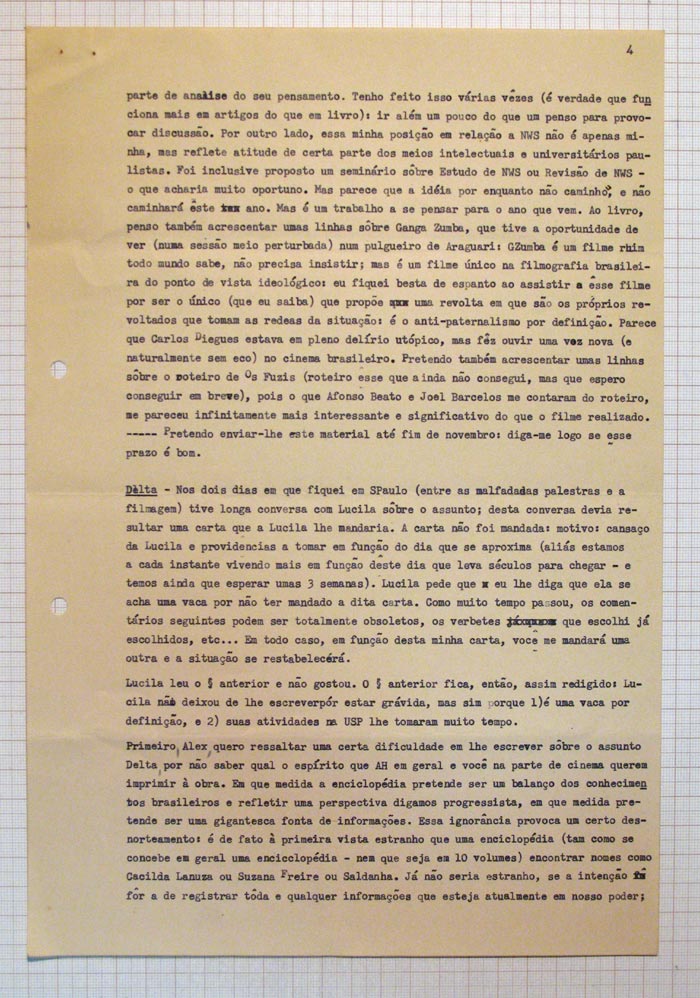 4
parte de analise do seu pensamento. Tenho feito isso várias vêzes (é verdade que fun
ciona mais em artigos do que em livro): ir além um pouco do que um penso para provo-
car discussão. Por outro lado, essa minha posição em relação a NWS não é apenas mi-
nha, mas reflete atitude de certa parte dos meios intelectuais e universitários pau-
listas. Foi inclusive proposto um seminário sôbre Estudo de NWS ou Revisão de NWS -
o que acharia muito oportuno. Mas parece que a idéia por enquanto não caminho, e não
caminhará êste ano. Mas é um trabalho a se pensar para o ano que vem. Ao livro,
penso também acrescentar umas linhas sôbre Ganga Zumba, que tive a oportunidade de
ver (numa sessão meio perturbada) num pulgueiro de Araguari: GZumba é um filme rhim
todo mundo sabe, não precisa insistir; mas é um filme único na filmografia brasilei-
ra do ponto de vista ideológico: eu fiquei besta de espanto ao assistir a êsse filme
por ser o único (que eu saiba) que propõe uma revolta em que são os próprios re-
voltados que tomam as redeas da situação: é o anti-paternalismo por definição. Parece
que Carlos Diegues estava em pleno delírio utópico, mas fêz ouvir uma voz nova (e
naturalmente sem eco) no cinema brasileiro. Pretendo também acrescentar umas linhas
sôbre o roteiro de Os Fuzis (roteiro êsse que ainda não consegui, mas que espero
conseguir em breve), pois o que Afonso Beato e Joel Barcelos me contaram do roteiro,
me pareceu infinitamente mais interessante e significativo do que o filme realizado.
----- Pretendo enviar-lhe este material até fim de novembro: diga-me logo se esse
prazo é bom.
Délta - Nos dois dias em que fiquei em SPaulo (entre as malfadadas palestras e a
filmagem) tive longa conversa com Lucila sôbre o assunto; desta conversa devia re-
sultar uma carta que a Lucila lhe mandaria. A carta não foi mandada: motivo: cansaço
da Lucila e providencias a tomar em função do dia que se aproxima (aliás estamos
a cada instante vivendo mais em função dêste dia que leva séculos para chegar - e
temos ainda que esperar umas 3 semanas). Lucila pede que eu lhe diga que ela se
acha uma vaca por não ter mandado a dita carta. Como muito tempo passou, os comen-
tários seguintes podem ser totalmente obsoletos, os verbetes que escolhi já
escolhidos, etc... Em todo caso, em função desta minha carta, você me mandará uma
outra e a situação se restabelecérá.
Lucila leu o § anterior e não gostou. O § anterior fica, então, assim redigido: Lu-
cila não deixou de lhe escreverpór estar grávida, mas sim porque 1)é uma vaca por
definição, e 2) suas atividades na USP lhe tomaram muito tempo.
Primeiro, Alex, quero ressaltar uma certa dificuldade em lhe escrever sôbre o assunto
Delta, por não saber qual o espírito que AH em geral e você na parte de cinema querem
imprimir à obra. Em que medida a enciclopédia pretende ser um balanço dos conhecimen
tos brasileiros e refletir uma perspectiva digamos progressista, em que medida pre-
tende ser uma gigantesca fonta de informações. Essa ignorância provoca um certo des-
norteamento: é de fato à primeira vista estranho que uma enciclopédia (tam como se
concebe em geral uma encicclopédia - nem que seja em 10 volumes) encontrar nomes como
Cacilda Lanuza ou Suzana Freire ou Saldanha. Já não seria estranho, se a intenção
fôr a de registrar tôda e qualquer informações que esteja atualmente em nosso poder;